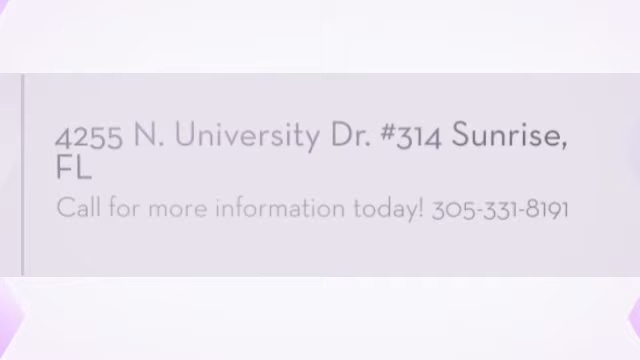 4255 N. University Dr. #314 Sunrise,
FL
Call for more information today! 305-331-8191